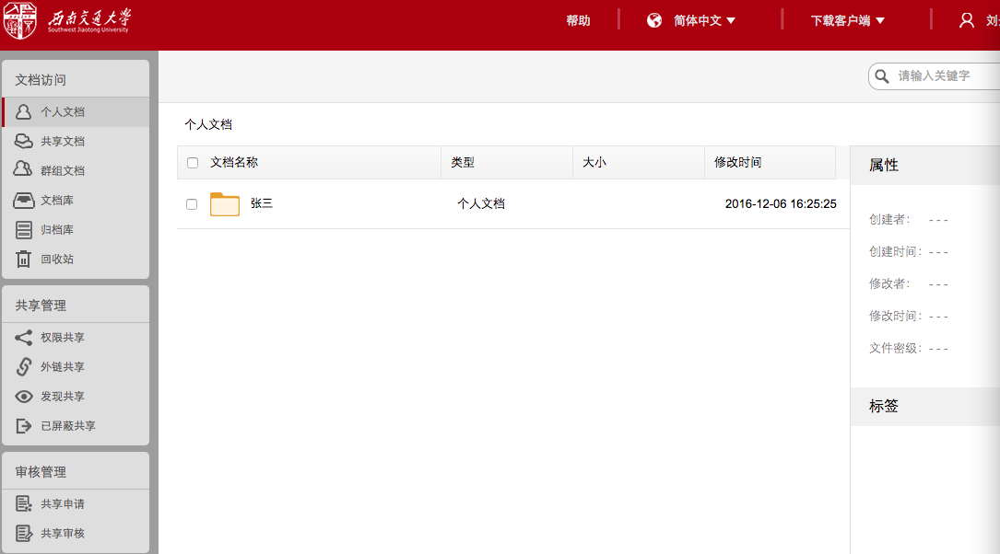 西南交通大学
Southwest Jiaotong University
帮助
简体中文
下载客户端
文档访问
个人文档
共享文档
群组文档
文档库
归档库
回收站
共享管理
权限共享
外链共享
发现共享
已屏蔽共享
审核管理
共享申请
共享审核
请输入关键字
个人文档
文档名称 类型 大小 修改时间
张三 个人文档 2016-12-06 16:25:25
属性
创建者: ---
创建时间: ---
修改者: ---
修改时间: ---
文件密级: ---
标签